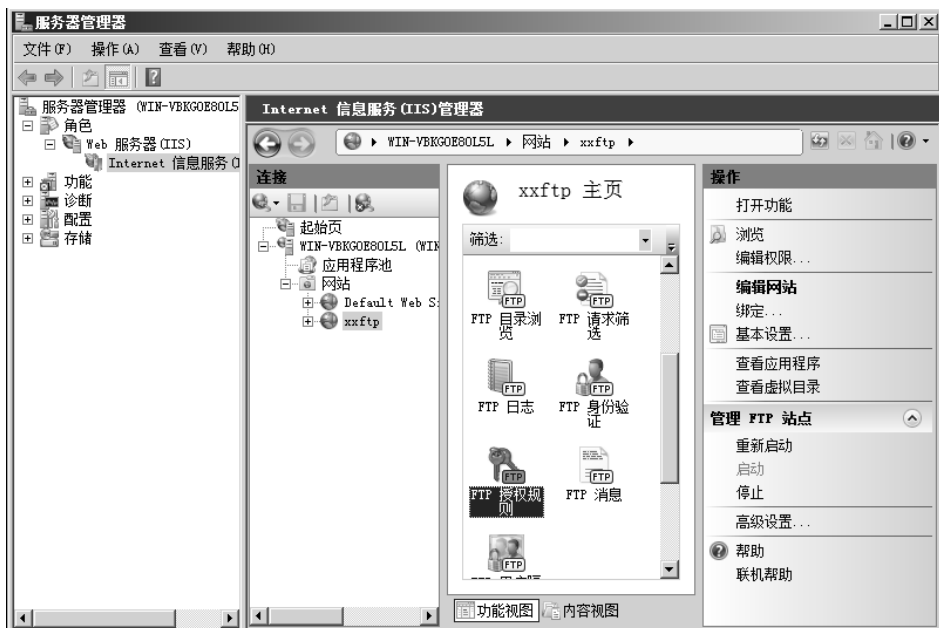 服务器管理器
文件(F) 操作(A) 查看(V) 帮助(H)
服务器管理器 (WIN-VBKGOE8OL5
角色
Web 服务器(IIS)
Internet 信息服务(I
功能
诊断
配置
存储
Internet 信息服务(IIS)管理器
WIN-VBKGOE8OL5L
网站
xxftp
连接
起始页
WIN-VBKGOE8OL5L (WIN
应用程序池
网站
Default Web S
xxftp
xxftp 主页
筛选:
FTP 目录浏
览
FTP 请求筛
选
FTP 日志
FTP 身份验
证
FTP 授权规
则
FTP 消息
功能视图
内容视图
操作
打开功能
浏览
编辑权限...
编辑网站
绑定...
基本设置...
查看应用程序
查看虚拟目录
管理 FTP 站点
重新启动
启动
停止
高级设置...
帮助
联机帮助